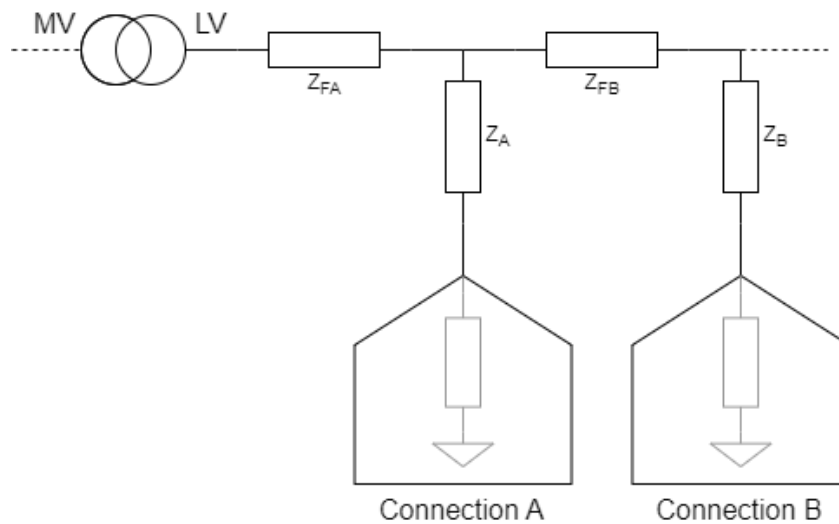 MV LV
Z_FA
Z_FB
Z_A
Z_B
Connection A
Connection B